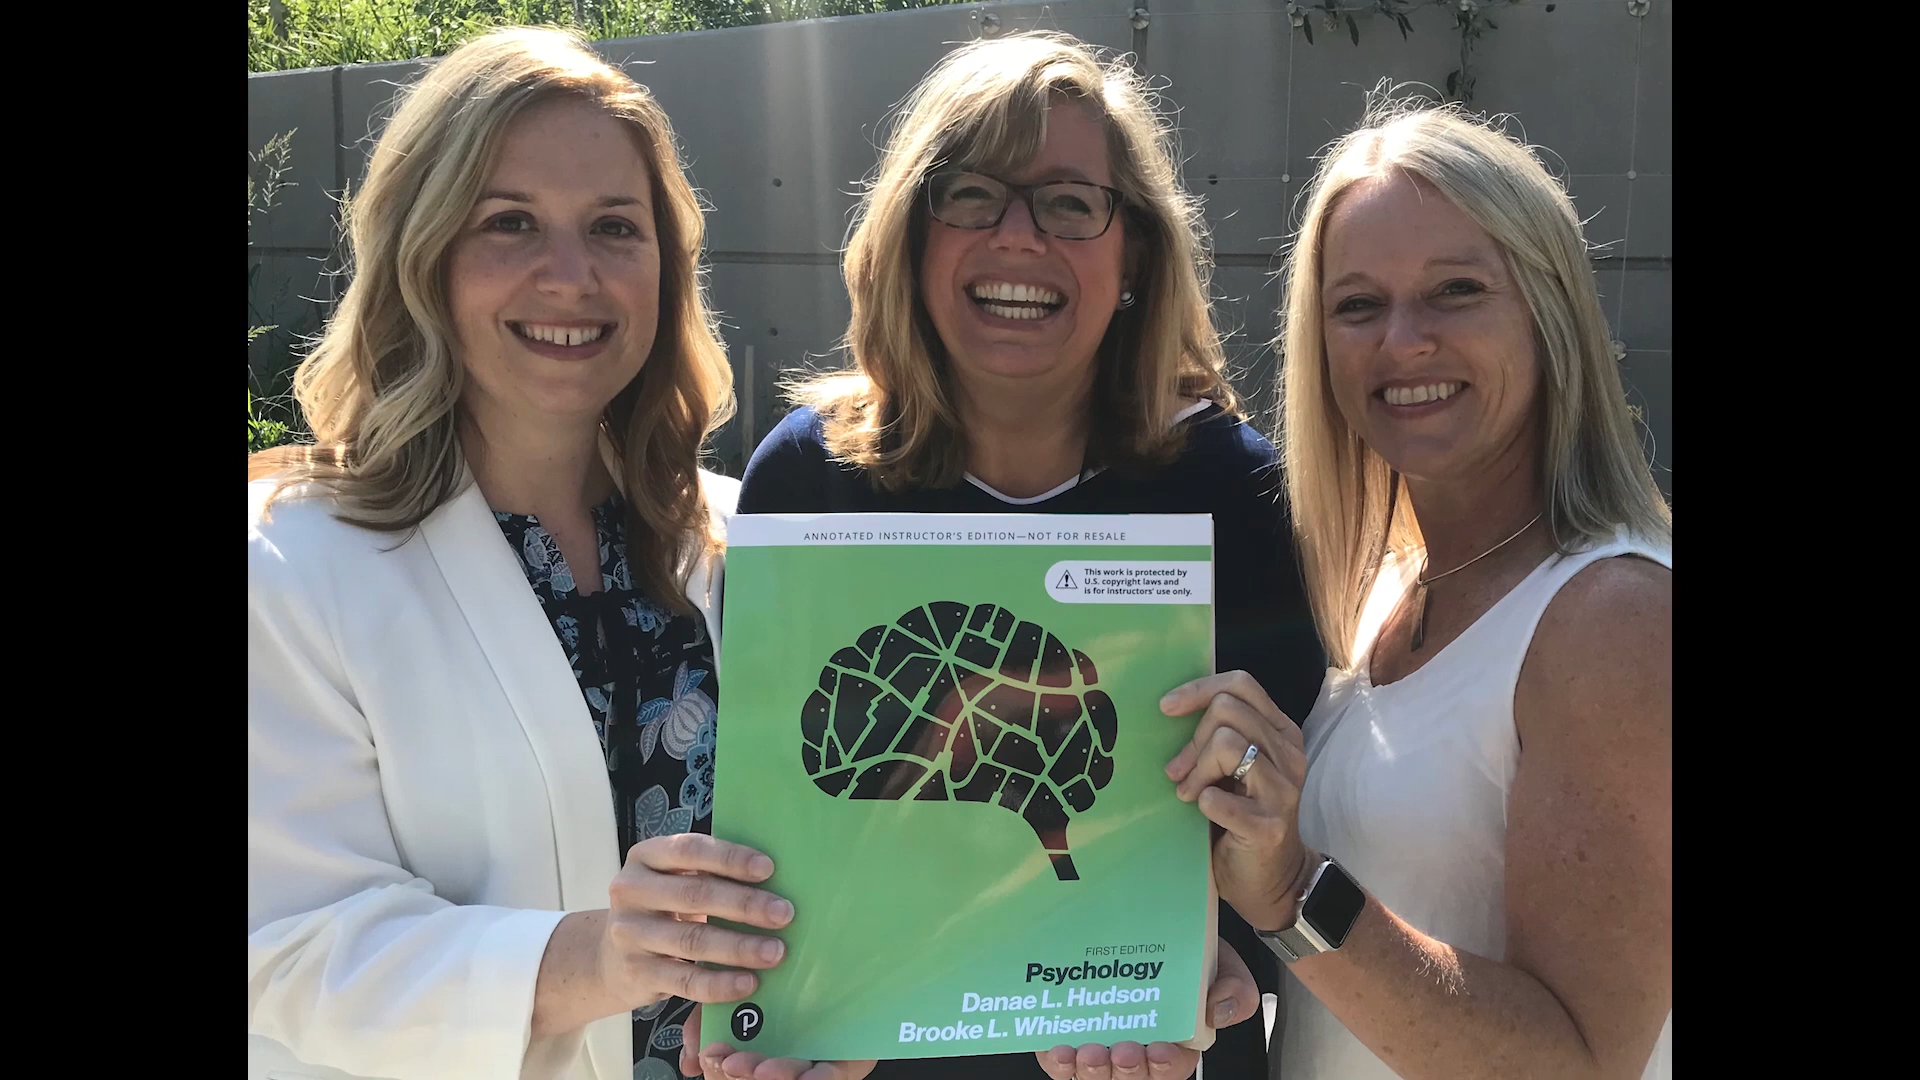 ANNOTATED INSTRUCTOR'S EDITION—NOT FOR RESALE
This work is protected by
U.S. copyright laws and
is for instructors' use only.
FIRST EDITION
Psychology
Danae L. Hudson
Brooke L. Whisenhunt
P